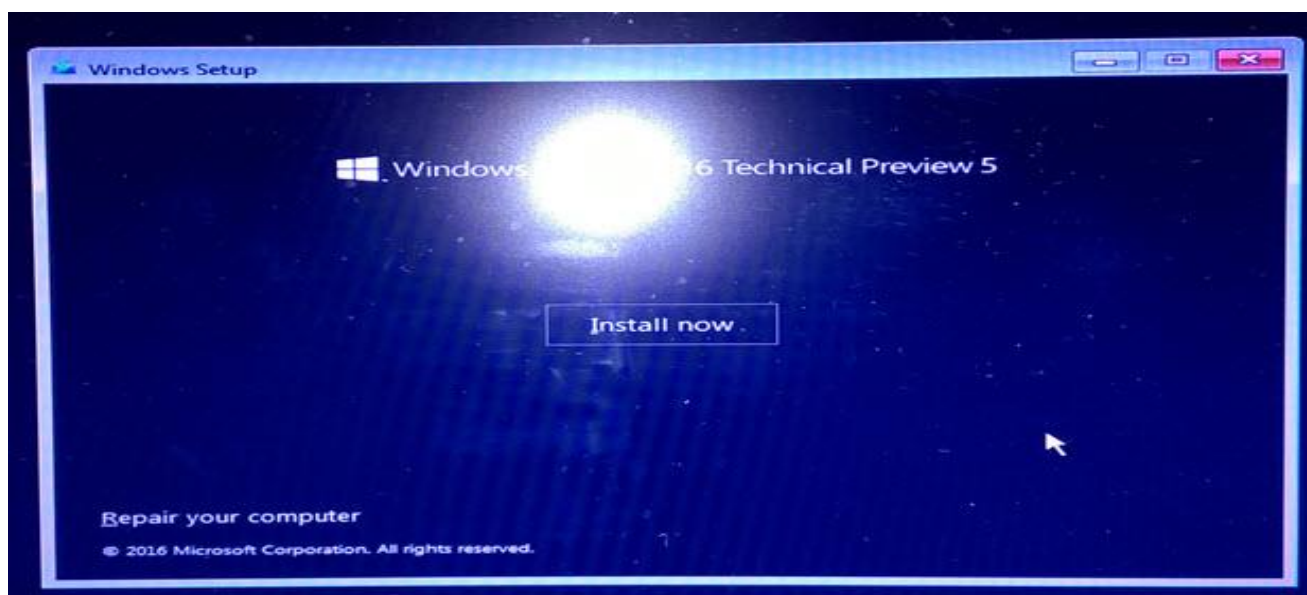 Windows Setup
Windows 6 Technical Preview 5
Install now
Repair your computer
© 2016 Microsoft Corporation. All rights reserved.